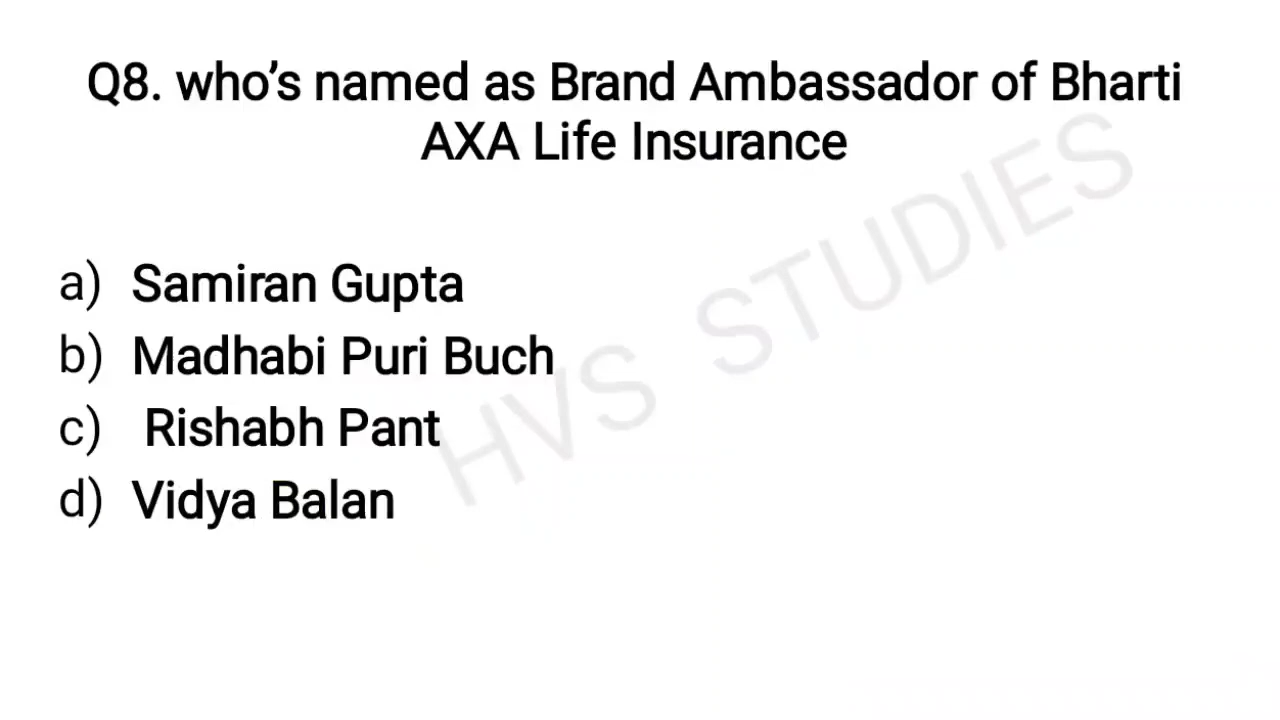 Q8. who’s named as Brand Ambassador of Bharti
AXA Life Insurance
HVS STUDIES
a) Samiran Gupta
b) Madhabi Puri Buch
c) Rishabh Pant
d) Vidya Balan